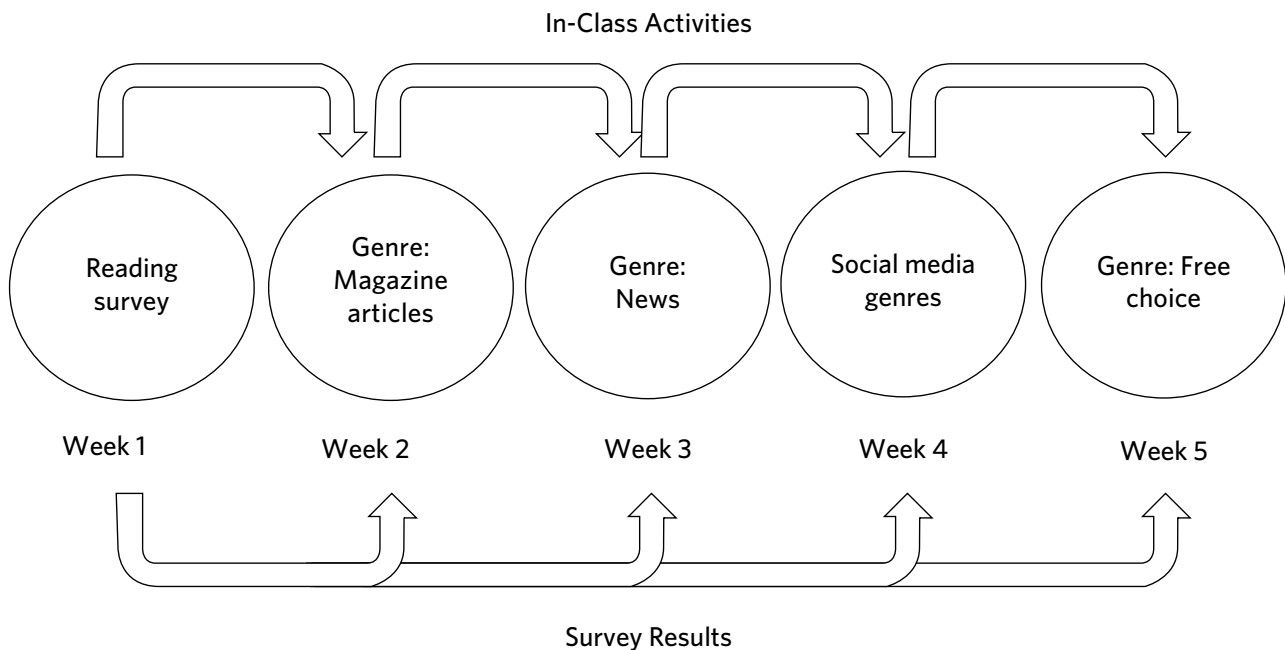 In-Class Activities
Reading
survey
Genre:
Magazine
articles
Genre:
News
Social media
genres
Genre: Free
choice
Week 1
Week 2
Week 3
Week 4
Week 5
Survey Results